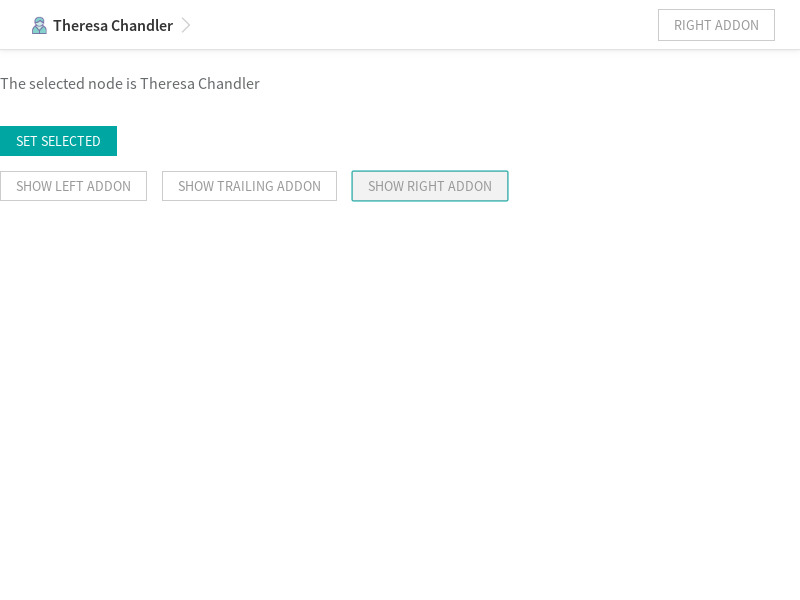 Theresa Chandler
RIGHT ADDON
The selected node is Theresa Chandler
SET SELECTED
SHOW LEFT ADDON
SHOW TRAILING ADDON
SHOW RIGHT ADDON